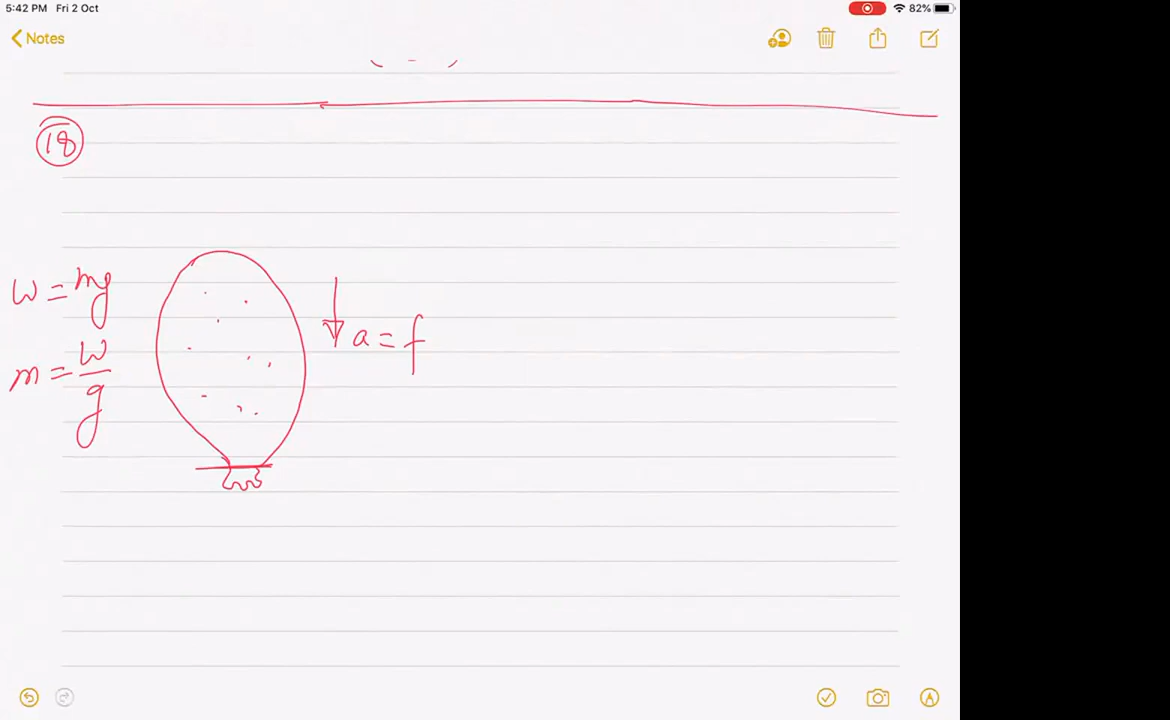 5:42 PM Fri 2 Oct 82%
Notes
18
w = mg
a = f
m = w/g